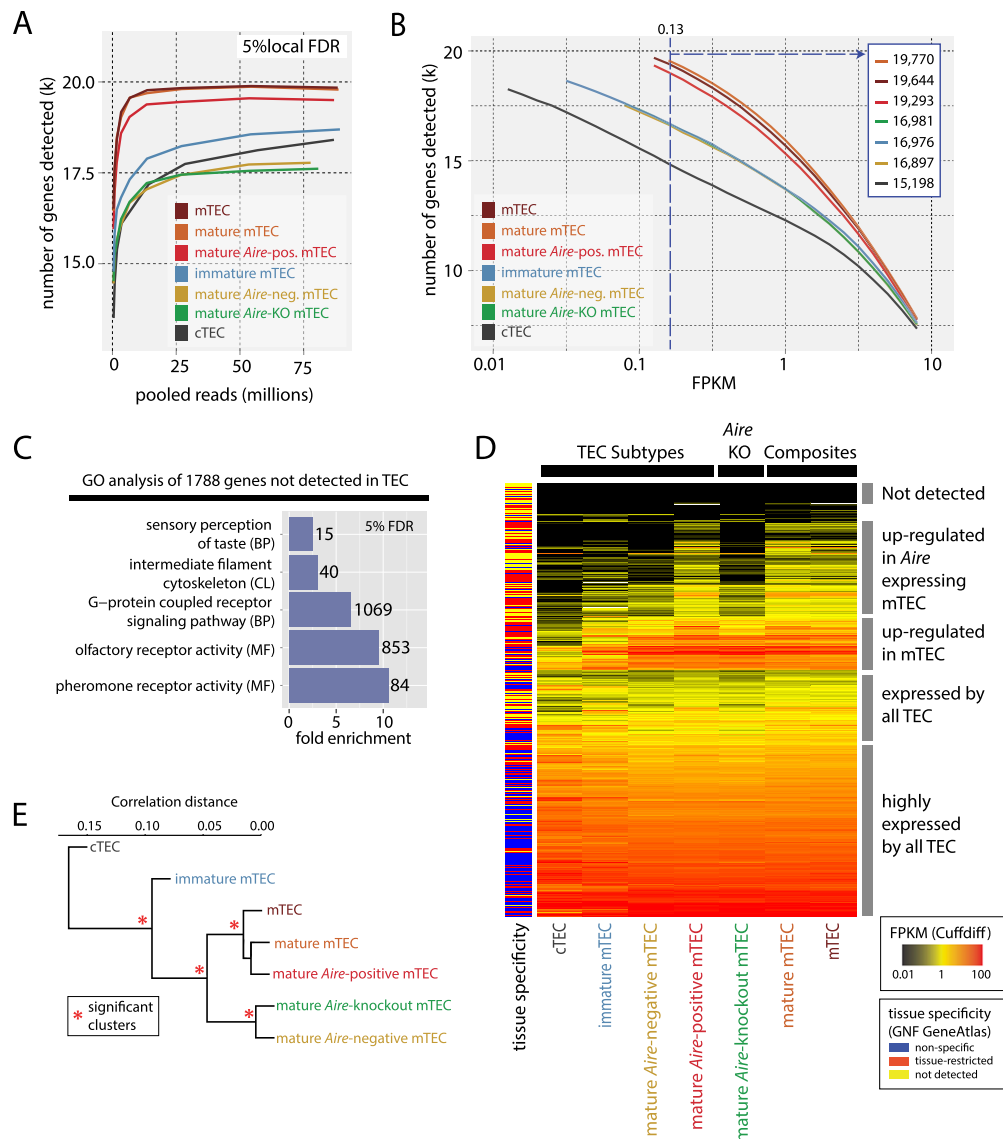 A
5%local FDR
number of genes detected (k)
20.0
17.5
15.0
mTEC
mature mTEC
mature Aire-pos. mTEC
immature mTEC
mature Aire-neg. mTEC
mature Aire-KO mTEC
cTEC
0
25
50
75
pooled reads (millions)
B
0.13
number of genes detected (k)
20
15
10
19,770
19,644
19,293
16,981
16,976
16,897
15,198
mTEC
mature mTEC
mature Aire-pos. mTEC
immature mTEC
mature Aire-neg. mTEC
mature Aire-KO mTEC
cTEC
0.01
0.1
1
10
FPKM
C
GO analysis of 1788 genes not detected in TEC
5% FDR
sensory perception
of taste (BP)
15
intermediate filament
cytoskeleton (CL)
40
G−protein coupled receptor
signaling pathway (BP)
1069
olfactory receptor activity (MF)
853
pheromone receptor activity (MF)
84
0
5
10
fold enrichment
D
TEC Subtypes
Aire
KO
Composites
Not detected
up-regulated
in Aire
expressing
mTEC
up-regulated
in mTEC
expressed by
all TEC
highly
expressed
by all TEC
tissue specificity
cTEC
immature mTEC
mature Aire-negative mTEC
mature Aire-positive mTEC
mature Aire-knockout mTEC
mature mTEC
mTEC
FPKM (Cuffdiff)
0.01
1
100
tissue specificity
(GNF GeneAtlas)
non-specific
tissue-restricted
not detected
E
Correlation distance
0.15
0.10
0.05
0.00
cTEC
immature mTEC
*
mTEC
*
mature mTEC
*
mature Aire-positive mTEC
mature Aire-knockout mTEC
*
mature Aire-negative mTEC
* significant
clusters